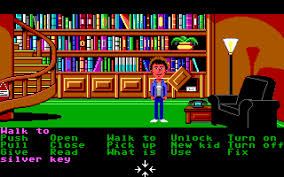 Walk to
Push Open Walk to Unlock Turn on
Pull Close Pick up New kid Turn off
Give Read What is Use Fix
silver key